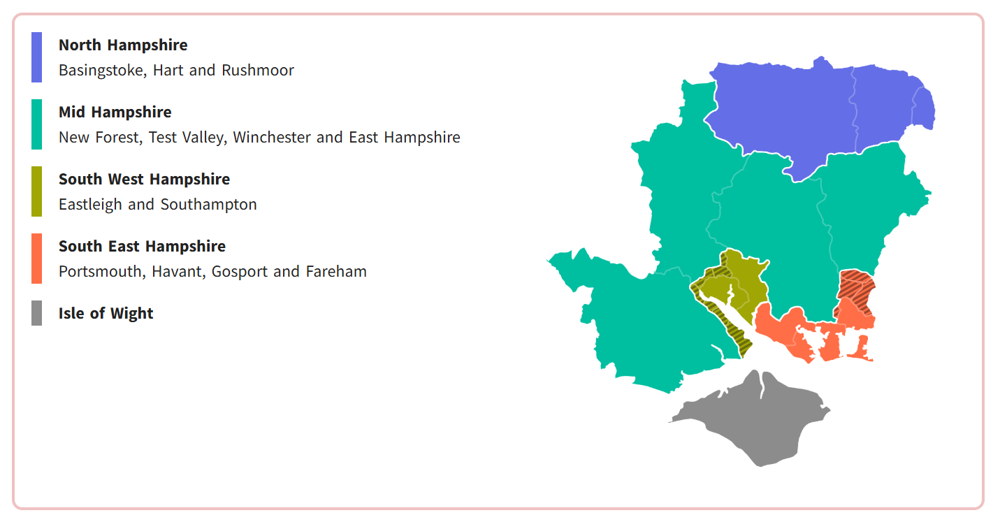 North Hampshire
Basingstoke, Hart and Rushmoor
Mid Hampshire
New Forest, Test Valley, Winchester and East Hampshire
South West Hampshire
Eastleigh and Southampton
South East Hampshire
Portsmouth, Havant, Gosport and Fareham
Isle of Wight